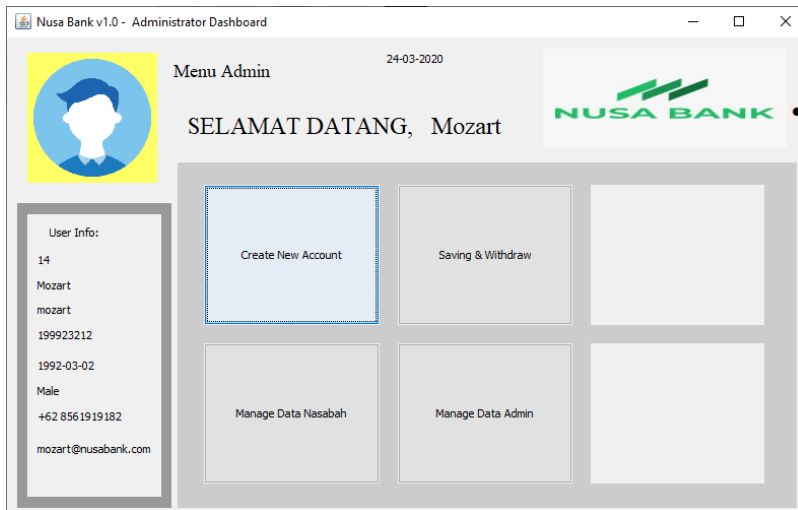 Nusa Bank v1.0 - Administrator Dashboard
Menu Admin
24-03-2020
SELAMAT DATANG, Mozart
NUSA BANK
User Info:
14
Mozart
mozart
199923212
1992-03-02
Male
+62 8561919182
mozart@nusabank.com
Create New Account
Saving & Withdraw
Manage Data Nasabah
Manage Data Admin